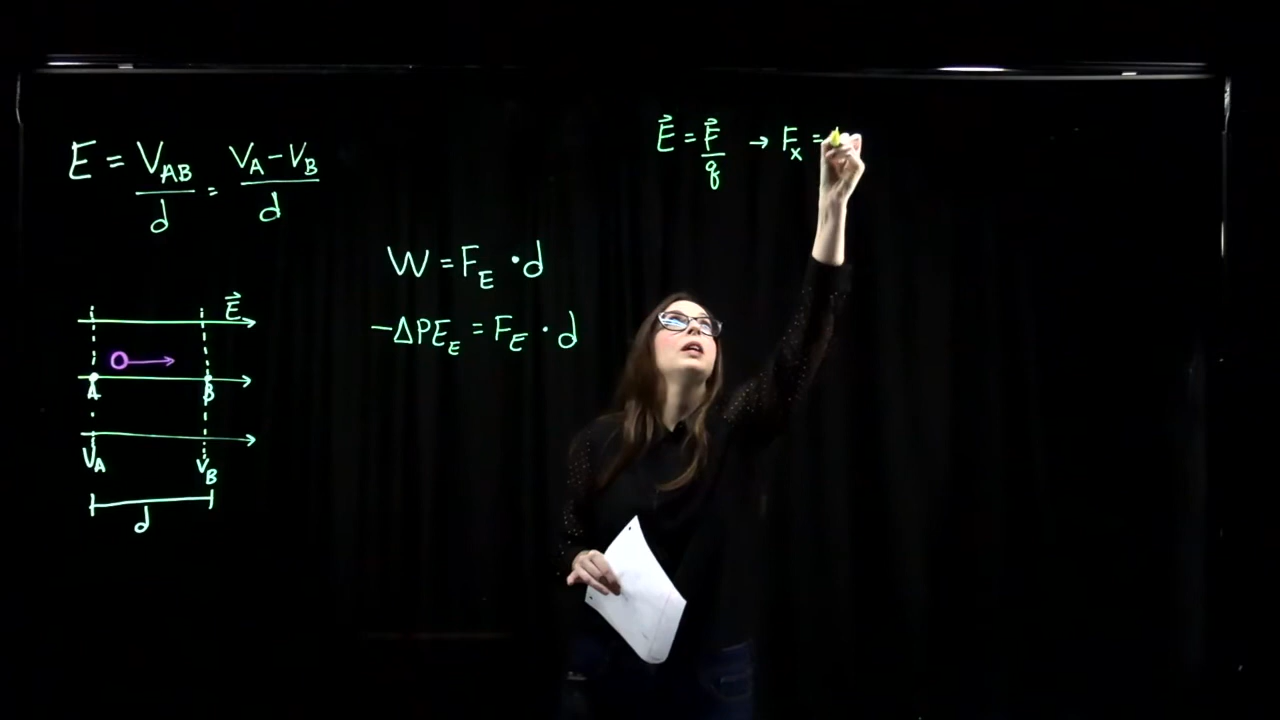 E = V_AB/d = (V_A − V_B)/d
E⃗ = F⃗/q → F_x =
W = F_E · d
−ΔPE_E = F_E · d
E⃗
A B
V_A V_B
d